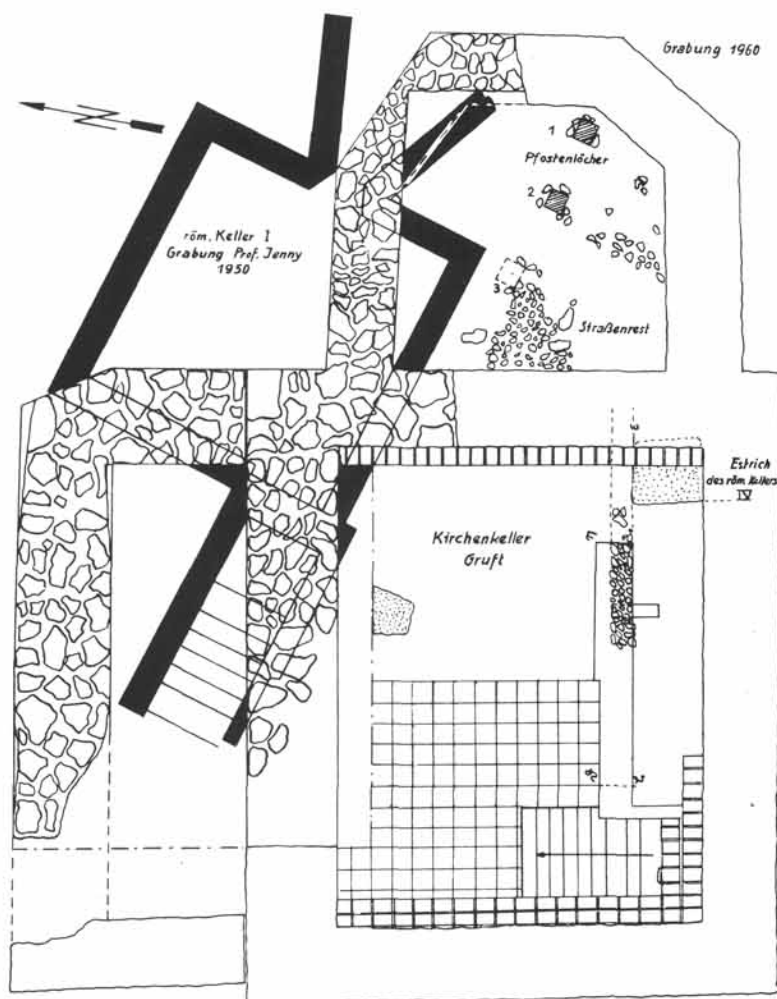 Grabung 1960
1
Pfostenlöcher
2
röm. Keller I
Grabung Prof. Jenny
1950
3
Straßenrest
Estrich
des röm. Kellers
IV
Kirchenkeller
Gruft